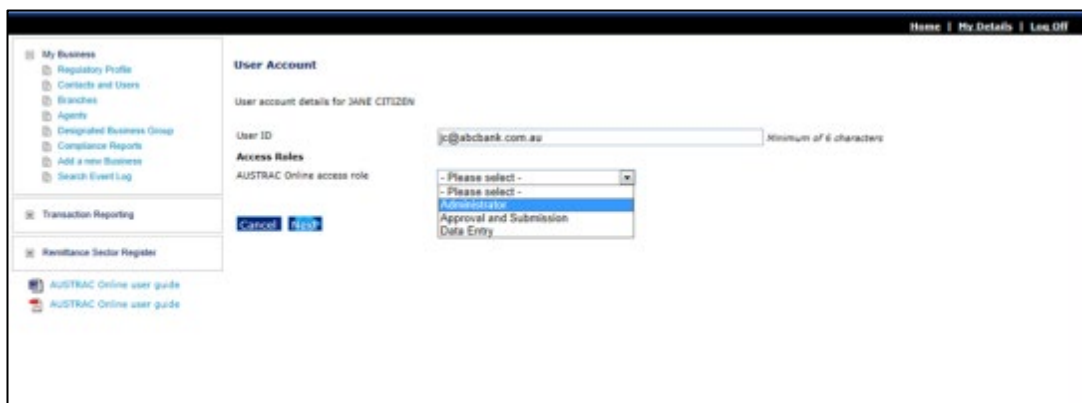 Home | My Details | Log Off
My Business
Regulatory Profile
Contacts and Users
Branches
Agents
Designated Business Group
Compliance Reports
Add a new Business
Search Event Log
Transaction Reporting
Remittance Sector Register
AUSTRAC Online user guide
AUSTRAC Online user guide
User Account
User account details for JANE CITIZEN
User ID jc@abcbank.com.au Minimum of 6 characters
Access Roles
AUSTRAC Online access role - Please select -
- Please select -
Administrator
Approval and Submission
Data Entry
Cancel Next